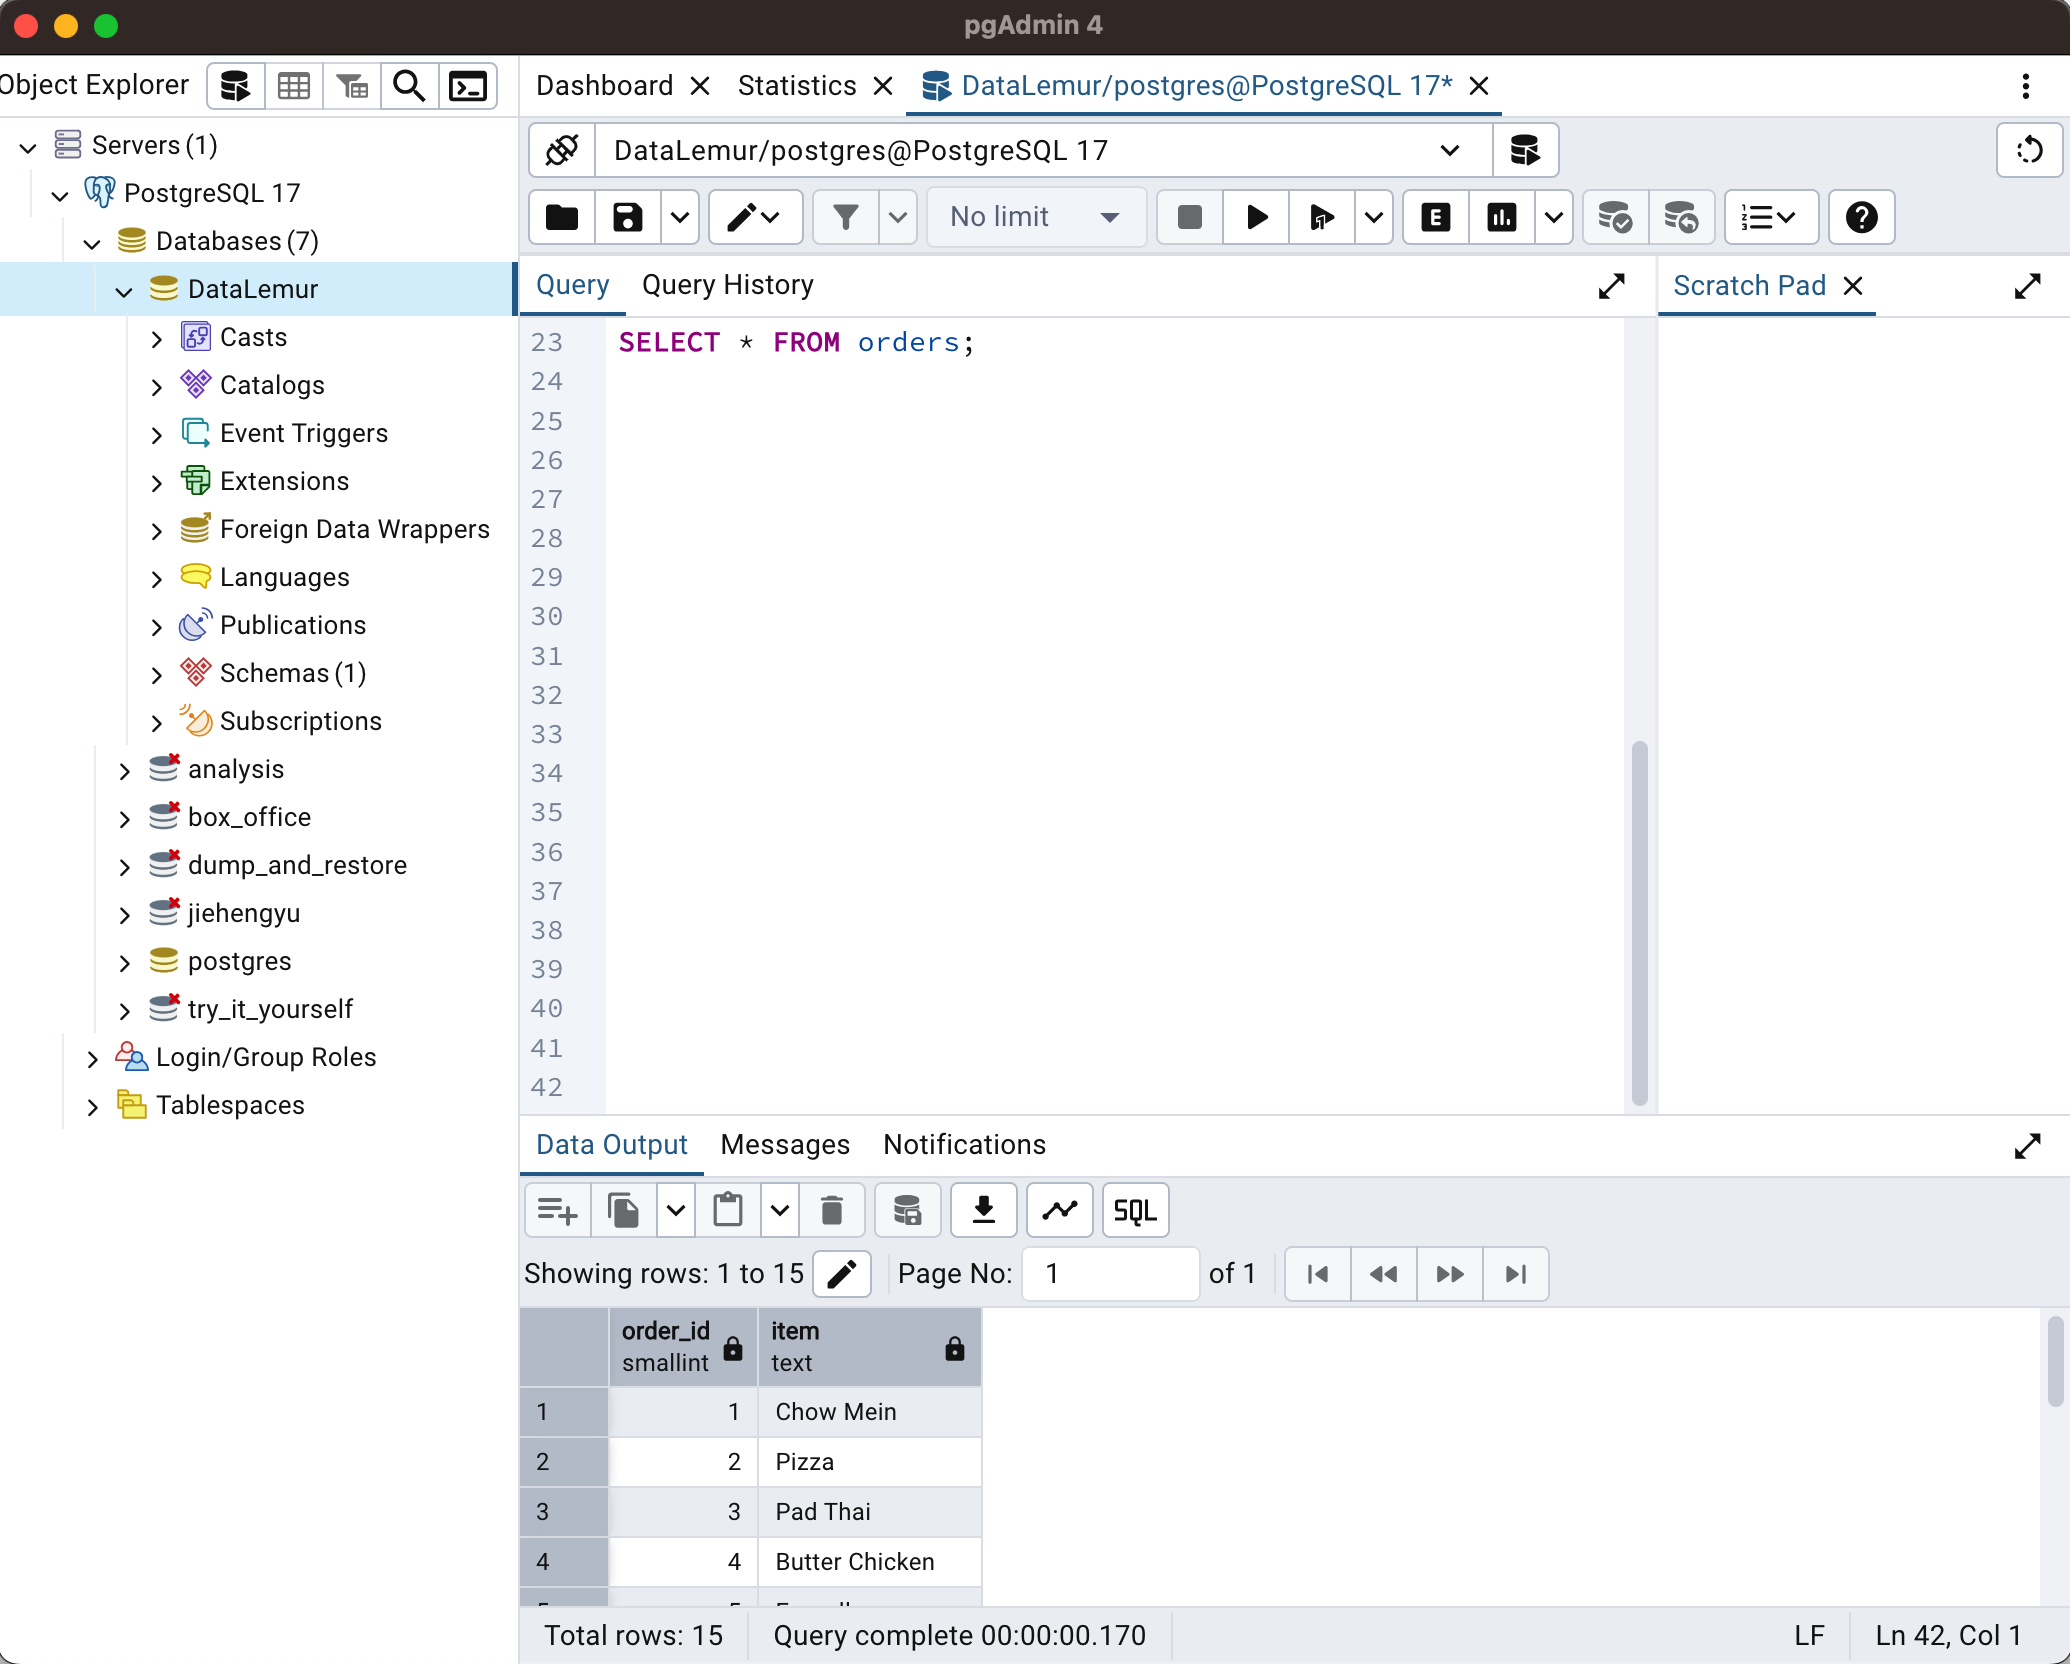 pgAdmin 4
Object Explorer
Dashboard
Statistics
DataLemur/postgres@PostgreSQL 17*
Servers (1)
PostgreSQL 17
Databases (7)
DataLemur
Casts
Catalogs
Event Triggers
Extensions
Foreign Data Wrappers
Languages
Publications
Schemas (1)
Subscriptions
analysis
box_office
dump_and_restore
jiehengyu
postgres
try_it_yourself
Login/Group Roles
Tablespaces
DataLemur/postgres@PostgreSQL 17
No limit
E
Query
Query History
Scratch Pad
23 SELECT * FROM orders;
24
25
26
27
28
29
30
31
32
33
34
35
36
37
38
39
40
41
42
Data Output
Messages
Notifications
SQL
Showing rows: 1 to 15
Page No: 1 of 1
order_id item
smallint text
1 1 Chow Mein
2 2 Pizza
3 3 Pad Thai
4 4 Butter Chicken
Total rows: 15
Query complete 00:00:00.170
LF
Ln 42, Col 1